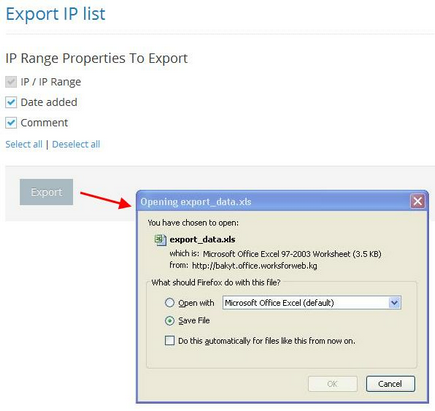 Export IP list
IP Range Properties To Export
IP / IP Range
Date added
Comment
Select all | Deselect all
Export
Opening export_data.xls
You have chosen to open:
export_data.xls
which is: Microsoft Office Excel 97-2003 Worksheet (3.5 KB)
from: http://bakyt.office.worksforweb.kg
What should Firefox do with this file?
Open with Microsoft Office Excel (default)
Save File
Do this automatically for files like this from now on.
OK Cancel